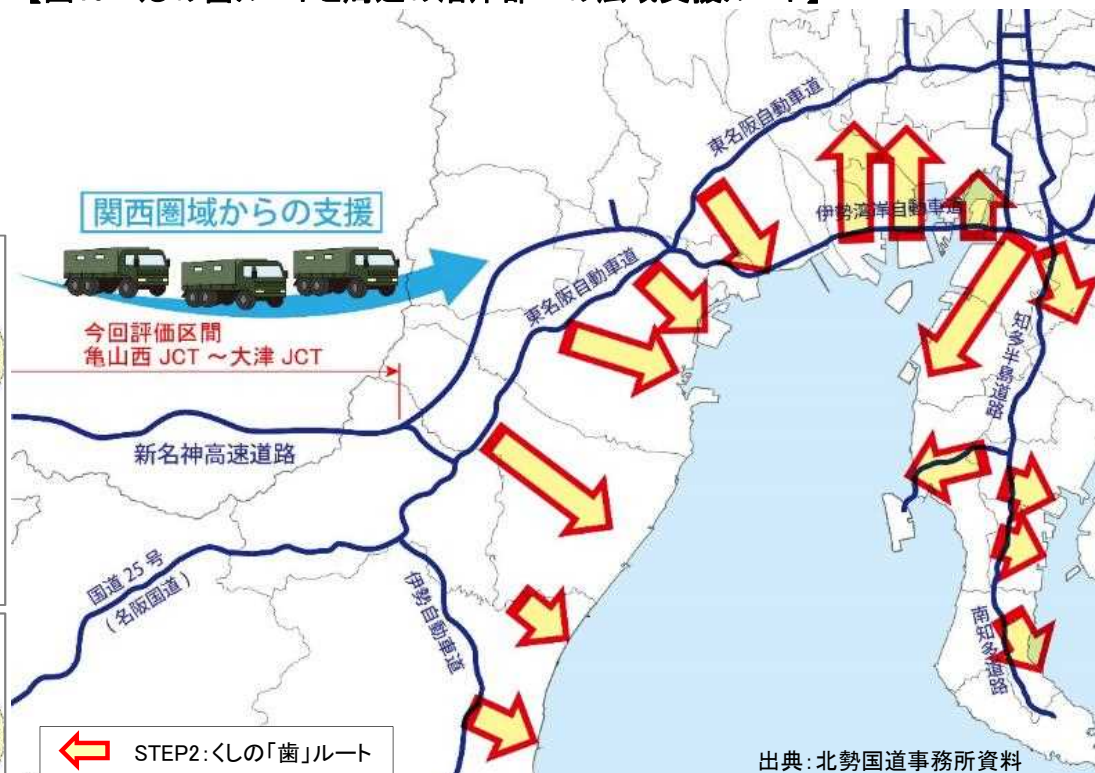 東名阪自動車道
関西圏域からの支援
伊勢湾岸自動車道
東名阪自動車道
今回評価区間
亀山西 JCT ～大津 JCT
知多半島道路
新名神高速道路
国道 25 号
(名阪国道)
伊勢自動車道
南知多道路
STEP2：くしの「歯」ルート
出典：北勢国道事務所資料